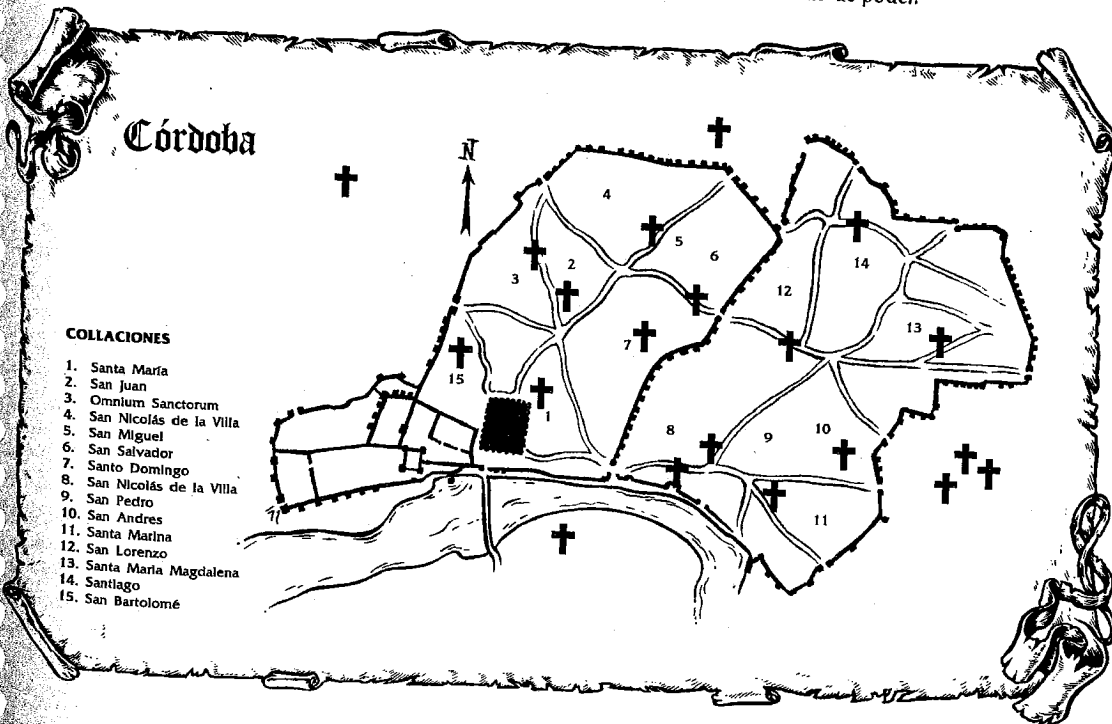 de poder.
Córdoba
N
4
5
6
3
2
14
12
13
7
15
1
8
9
10
11
COLLACIONES
1. Santa María
2. San Juan
3. Omnium Sanctorum
4. San Nicolás de la Villa
5. San Miguel
6. San Salvador
7. Santo Domingo
8. San Nicolás de la Villa
9. San Pedro
10. San Andres
11. Santa Marina
12. San Lorenzo
13. Santa Maria Magdalena
14. Santiago
15. San Bartolomé